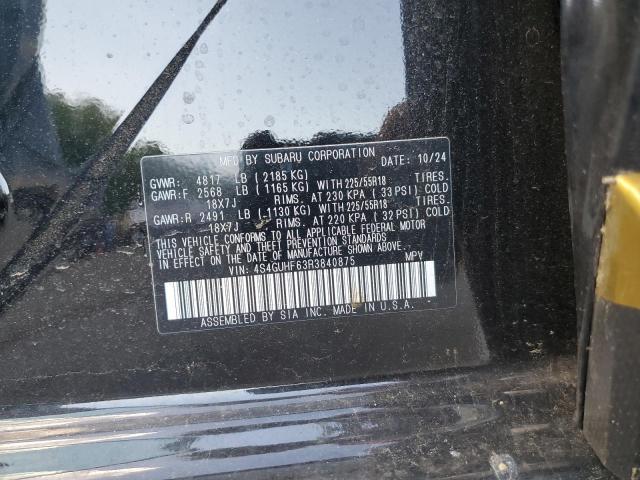 MFD BY SUBARU CORPORATION DATE: 10/24
GVWR: 4817 LB ( 2185 KG)
GAWR:F 2568 LB ( 1165 KG) WITH 225/55R18 TIRES.
18X7J RIMS. AT 230 KPA ( 33 PSI) COLD
GAWR:R 2491 LB ( 1130 KG) WITH 225/55R18 TIRES.
18X7J RIMS. AT 220 KPA ( 32 PSI) COLD
THIS VEHICLE CONFORMS TO ALL APPLICABLE FEDERAL MOTOR
VEHICLE SAFETY AND THEFT PREVENTION STANDARDS
IN EFFECT ON THE DATE OF MANUFACTURE SHOWN ABOVE.
VIN: 4S4GUHF63R3840875 MPV
ASSEMBLED BY SIA INC. MADE IN U.S.A.